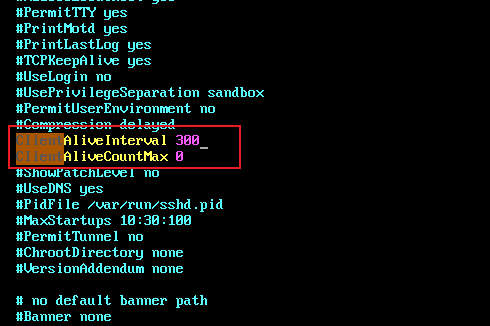 #PermitTTY yes
#PrintMotd yes
#PrintLastLog yes
#TCPKeepAlive yes
#UseLogin no
#UsePrivilegeSeparation sandbox
#PermitUserEnvironment no
#Compression delayed
ClientAliveInterval 300_
ClientAliveCountMax 0
#ShowPatchLevel no
#UseDNS yes
#PidFile /var/run/sshd.pid
#MaxStartups 10:30:100
#PermitTunnel no
#ChrootDirectory none
#VersionAddendum none
# no default banner path
#Banner none